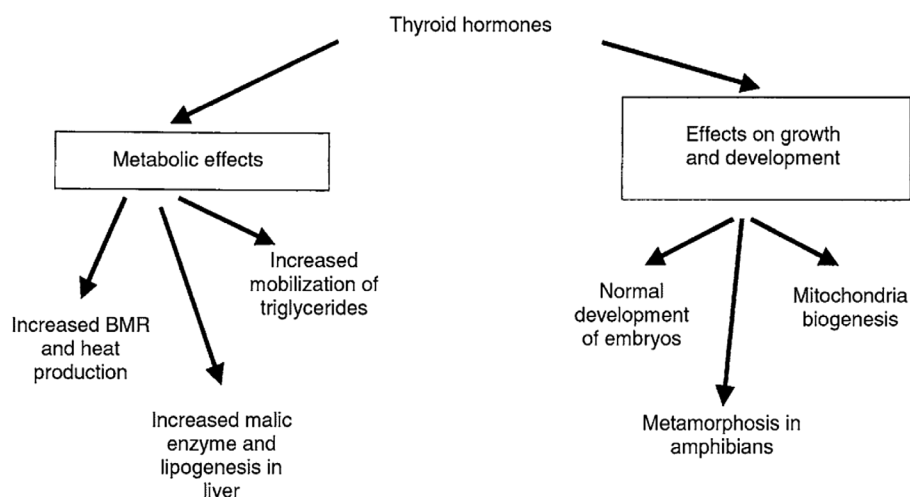 Thyroid hormones
Metabolic effects
Effects on growth
and development
Increased BMR
and heat
production
Increased malic
enzyme and
lipogenesis in
liver
Increased
mobilization of
triglycerides
Normal
development
of embryos
Metamorphosis in
amphibians
Mitochondria
biogenesis